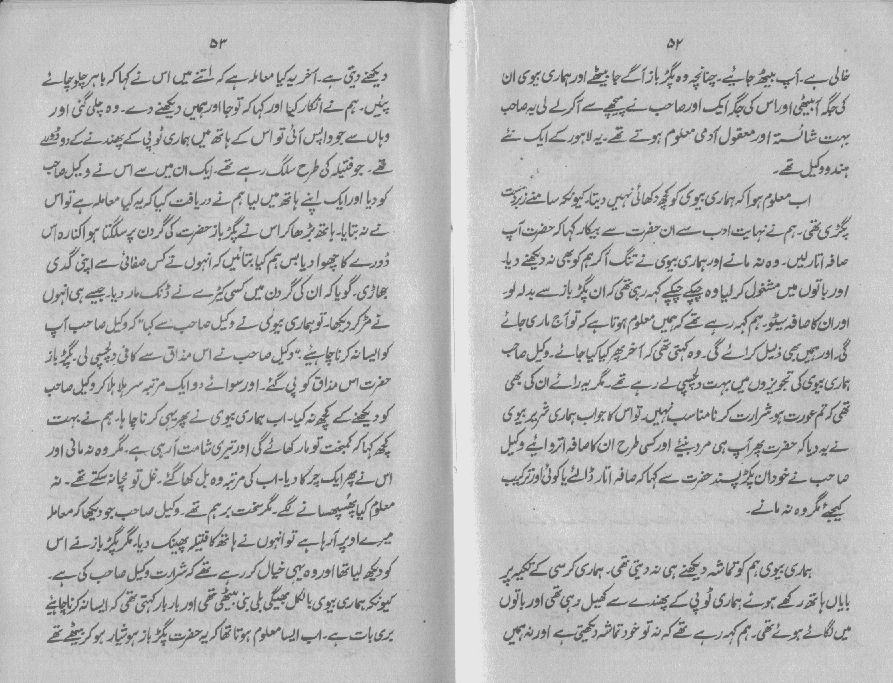 ۵۲
خالی ہے۔ آپ بیٹھ جائیے۔ چنانچہ وہ پگڑ باز آگے جا بیٹھے اور ہماری بیوی ان
کی جگہ آ بیٹھی اور اس کی جگہ ایک اور صاحب نے پیچھے سے آکر لے لی یہ صاحب
بہت شائستہ اور معقول آدمی معلوم ہوتے تھے۔ یہ لاہور کے ایک نئے
ہندو وکیل تھے۔
اب معلوم ہوا کہ ہماری بیوی کو کچھ دکھائی نہیں دیتا۔ کیونکہ سامنے زبردست
پگڑی تھی۔ ہم نے نہایت ادب سے ان حضرت سے بیکار کہا کہ حضرت آپ
صافہ اتار لیں۔ وہ نہ مانے اور ہماری بیوی نے تنگ آکر ہم کو بھی نہ دیکھنے دیا۔
اور باتوں میں مشغول کر لیا وہ چپکے چپکے کہہ رہی تھی کہ ان پگڑ باز سے بدلہ لو۔
اور ان کا صافہ سیٹو۔ ہم کہہ رہے تھے کہ ہمیں معلوم ہوتا ہے کہ تو آج ماری جائے
گی۔ اور ہمیں بھی ذلیل کرائے گی۔ وہ کہتی تھی کہ آخر پھر کیا کیا جائے۔ وکیل صاحب
ہماری بیوی کی تجویزوں میں بہت دلچسپی لے رہے تھے۔ مگر یہ رائے ان کی بھی
تھی کہ تم عورت ہو شرارت کرنا مناسب نہیں۔ تو اس کا جواب ہماری شریر بیوی
نے یہ دیا کہ حضرت پھر آپ ہی مرد بنئے اور کسی طرح ان کا صافہ اتروائیے وکیل
صاحب نے خود ان پگڑ پسند حضرت سے کہا کہ صافہ اتار ڈالئے یا کوئی اور ترکیب
کیجئے مگر وہ نہ مانے۔
ہماری بیوی ہم کو تماشہ دیکھنے ہی نہ دیتی تھی۔ ہماری کرسی کے تکیہ پر
بایاں ہاتھ رکھے ہوئے ہماری ٹوپی کے پھندے سے کھیل رہی تھی اور باتوں
میں لگائے ہوئے تھی۔ ہم کہہ رہے تھے کہ نہ تو خود تماشہ دیکھتی ہے اور نہ ہمیں
۵۳
دیکھنے دیتی ہے۔ آخر یہ کیا معاملہ ہے کہ اتنے میں اس نے کہا کہ باہر چلو چائے
پئیں۔ ہم نے انکار کیا اور کہا کہ تو جا اور ہمیں دیکھنے دے۔ وہ چلی گئی اور
وہاں سے جو واپس آئی تو اس کے ہاتھ میں ہماری ٹوپی کے پھندنے کے دو ڈورے
تھے۔ جو فتیلہ کی طرح سلگ رہے تھے۔ ایک ان میں سے اس نے وکیل صاحب
کو دیا اور ایک اپنے ہاتھ میں لیا ہم نے دریافت کیا کہ یہ کیا معاملہ ہے تو اس
نے نہ بتایا۔ ہاتھ بڑھا کر اس نے پگڑ باز حضرت کی گردن پر سلگتا ہوا کنارہ اس
ڈورے کا چھوا دیا بس ہم کیا بتائیں کہ انہوں نے کس صفائی سے اپنی گدی
جھاڑی۔ گویا کہ ان کی گردن میں کسی کیڑے نے ڈنک مار دیا۔ جیسے ہی انہوں
نے مڑ کر دیکھا۔ تو ہماری بیوی نے وکیل صاحب سے کہا "کہ وکیل صاحب آپ
کو ایسا نہ کرنا چاہیئے" وکیل صاحب نے اس مذاق سے کافی دلچسپی لی۔ پگڑ باز
حضرت اس مذاق کو پی گئے۔ اور سوائے دو ایک مرتبہ سر ہلا ہلا کر وکیل صاحب
کو دیکھنے کے کچھ نہ کیا۔ اب ہماری بیوی نے پھر یہی کرنا چاہا۔ ہم نے بہت
کچھ کہا کہ کمبخت تو مار کھائے گی اور تیری شامت آ رہی ہے، مگر وہ نہ مانی اور
اس نے پھر ایک چرکا دیا۔ اب کی مرتبہ وہ بل کھا گئے۔ غل تو مچا نہ سکتے تھے۔ نہ
معلوم کیا پھسپھسانے لگے۔ مگر سخت برہم تھے۔ وکیل صاحب جو دیکھا کہ معاملہ
میرے اوپر آ رہا ہے تو انہوں نے ہاتھ کا فتیلہ پھینک دیا۔ مگر پگڑ باز نے اس
کو دیکھ لیا تھا اور وہ یہی خیال کر رہے تھے کہ شرارت وکیل صاحب کی ہے۔
کیونکہ ہماری بیوی بالکل بھیگی بلی بنی بیٹھی تھی اور بار بار کہتی تھی کہ ایسا نہ کرنا چاہیئے
بری بات ہے۔ اب ایسا معلوم ہوتا تھا کہ یہ حضرت پگڑ باز ہوشیار ہو کر بیٹھے تھے